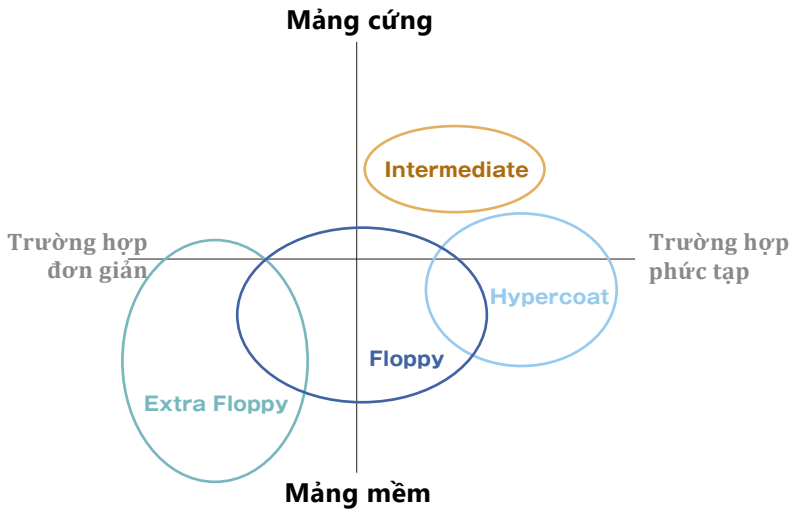 Mảng cứng
Intermediate
Trường hợp
đơn giản
Trường hợp
phức tạp
Hypercoat
Floppy
Extra Floppy
Mảng mềm